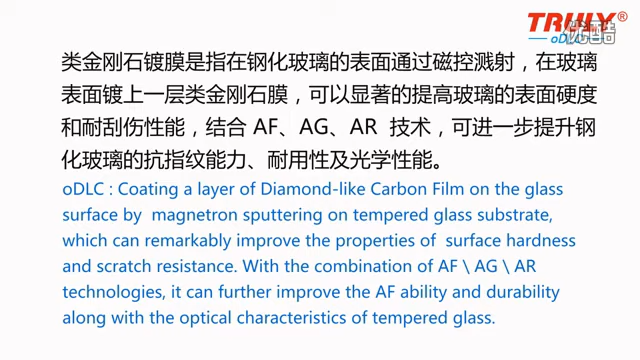 TRULY®
oDLC
优酷
类金刚石镀膜是指在钢化玻璃的表面通过磁控溅射，在玻璃
表面镀上一层类金刚石膜，可以显著的提高玻璃的表面硬度
和耐刮伤性能，结合 AF、AG、AR 技术，可进一步提升钢
化玻璃的抗指纹能力、耐用性及光学性能。
oDLC : Coating a layer of Diamond-like Carbon Film on the glass
surface by magnetron sputtering on tempered glass substrate,
which can remarkably improve the properties of surface hardness
and scratch resistance. With the combination of AF \ AG \ AR
technologies, it can further improve the AF ability and durability
along with the optical characteristics of tempered glass.